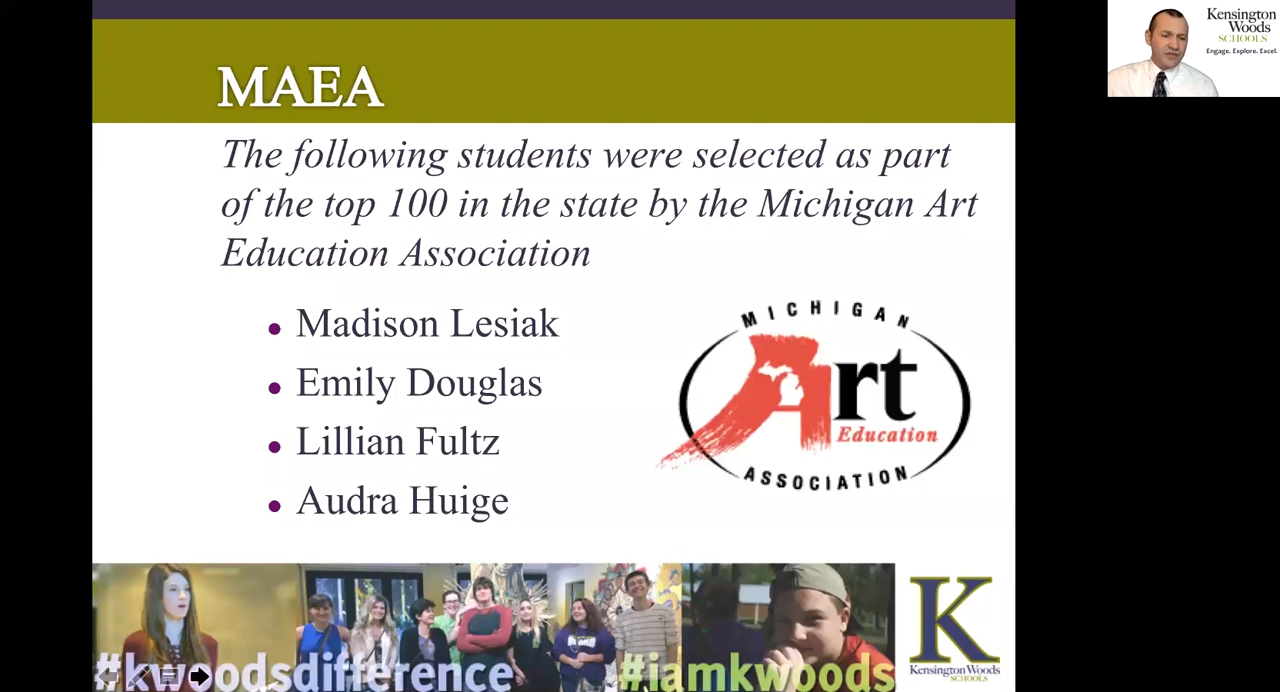 MAEA
The following students were selected as part
of the top 100 in the state by the Michigan Art
Education Association
Madison Lesiak
Emily Douglas
Lillian Fultz
Audra Huige
MICHIGAN
Art
Education
ASSOCIATION
#kwoodsdifference
#iamkwoods
K
Kensington Woods
SCHOOLS
Kensington
Woods
SCHOOLS
Engage. Explore. Excel.